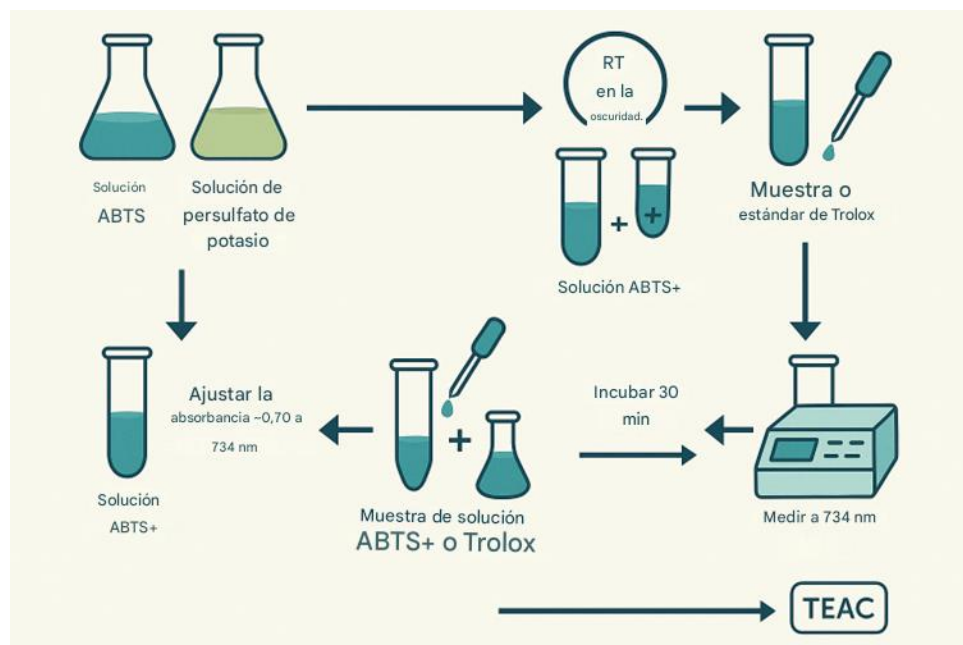 Solución
ABTS
Solución de
persulfato de
potasio
RT
en la
oscuridad.
+
+
Solución ABTS+
Muestra o
estándar de Trolox
Solución
ABTS+
Ajustar la
absorbancia ~0,70 a
734 nm
+
Muestra de solución
ABTS+ o Trolox
Incubar 30
min
Medir a 734 nm
TEAC